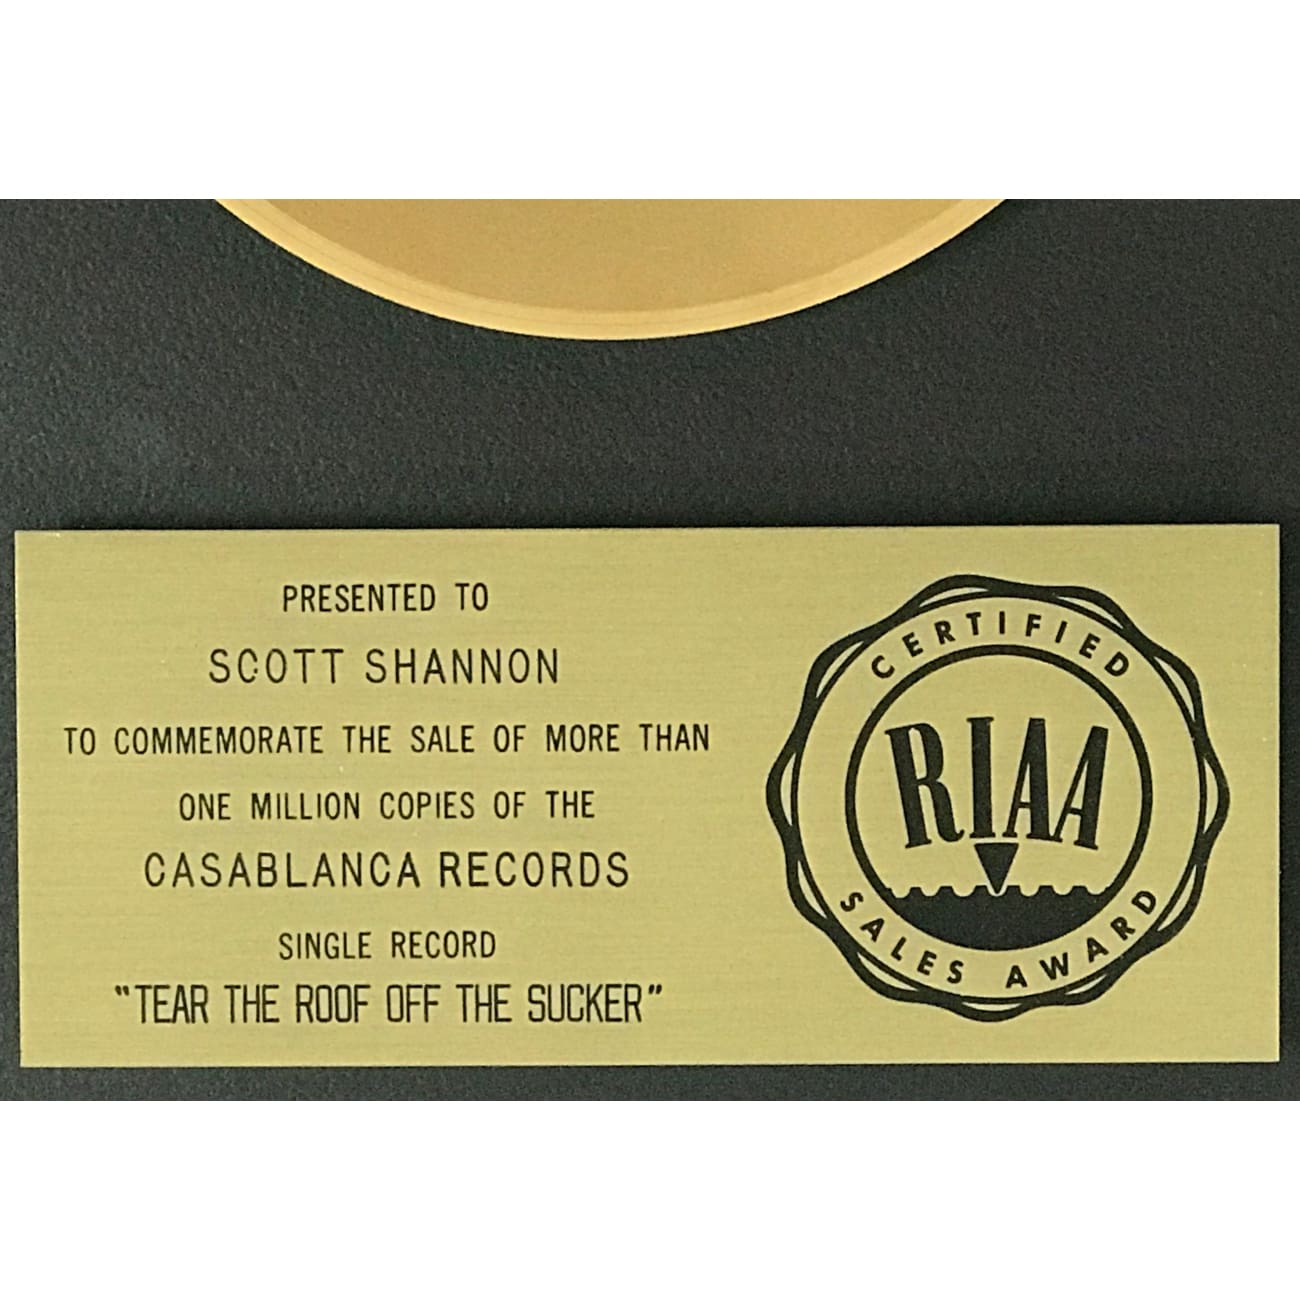 PRESENTED TO
SCOTT SHANNON
TO COMMEMORATE THE SALE OF MORE THAN
ONE MILLION COPIES OF THE
CASABLANCA RECORDS
SINGLE RECORD
"TEAR THE ROOF OFF THE SUCKER"
CERTIFIED
RIAA
SALES AWARD